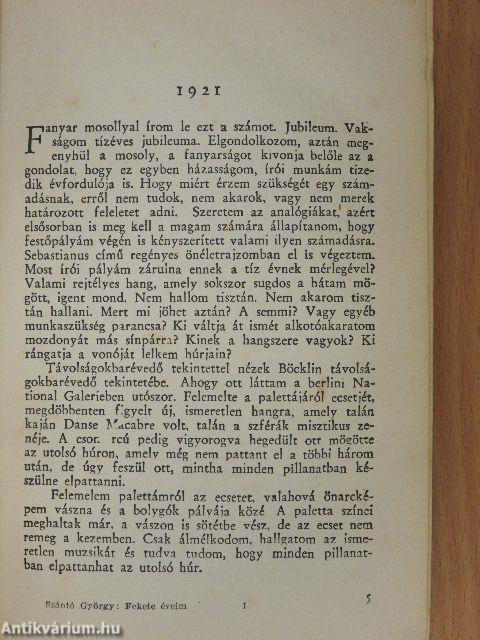 1921
Fanyar mosollyal írom le ezt a számot. Jubileum. Vak-
ságom tízéves jubileuma. Elgondolkozom, aztán meg-
enyhül a mosoly, a fanyarságot kivonja belőle az a
gondolat, hogy ez egyben házasságom, írói munkám tize-
dik évfordulója is. Hogy miért érzem szükségét egy szám-
adásnak, erről nem tudok, nem akarok, vagy nem merek
határozott feleletet adni. Szeretem az analógiákat, azért
elsősorban is meg kell a magam számára állapítanom, hogy
festőpályám végén is kényszerített valami ilyen számadásra.
Sebastianus című regényes önéletrajzomban el is végeztem.
Most írói pályám zárulna ennek a tíz évnek mérlegével?
Valami rejtélyes hang, amely sokszor sugdos a hátam mö-
gött, igent mond. Nem hallom tisztán. Nem akarom tisz-
tán hallani. Mert mi jöhet aztán? A semmi? Vagy egyéb
munkaszükség parancsa? Ki váltja át ismét alkotóakaratom
mozdonyát más sínpárra? Kinek a hangszere vagyok? Ki
rángatja a vonóját lelkem húrjain?
Távolságokbarévedő tekintettel nézek Böcklin távolsá-
gokbarévedő tekintetébe. Ahogy ott láttam a berlini Na-
tional Galerieben utószor. Felemelte a palettájáról ecsetjét,
megdöbbenten figyelt új, ismeretlen hangra, amely talán
kaján Danse Macabre volt, talán a szférák misztikus ze-
néje. A csor. rcú pedig vigyorogva hegedült ott mögötte
az utolsó húron, amely még nem pattant el a többi három
után, de úgy feszül ott, mintha minden pillanatban ké-
szülne elpattanni.
Felemelem palettámról az ecsetet, valahová önarcké-
pem vászna és a bolygók pályája közé. A paletta színei
meghaltak már, a vászon is sötétbe vész, de az ecset nem
remeg a kezemben. Csak álmélkodom, hallgatom az isme-
retlen muzsikát és tudva tudom, hogy minden pillanat-
ban elpattanhat az utolsó húr.
Szántó György: Fekete éveim 1
5
© Antikvárium.hu
http://antikvarium.hu